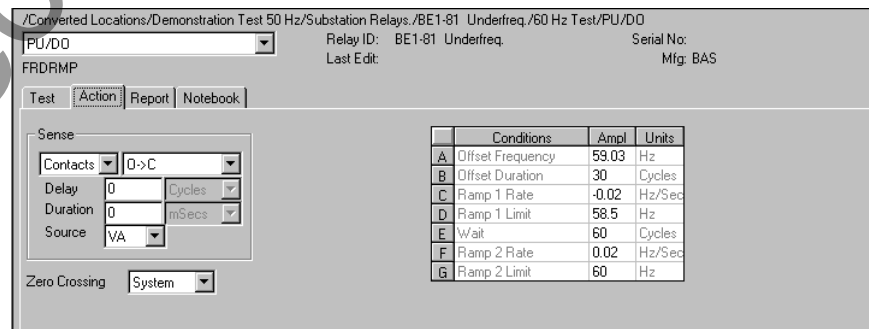 /Converted Locations/Demonstration Test 50 Hz/Substation Relays./BE1-81 Underfreq./60 Hz Test/PU/DO
PU/DO
Relay ID: BE1-81 Underfreq. Serial No:
Last Edit: Mfg: BAS
FRDRMP
Test Action Report Notebook
Sense
Contacts O->C
Delay 0 Cycles
Duration 0 mSecs
Source VA
Zero Crossing System
Conditions Ampl Units
A Offset Frequency 59.03 Hz
B Offset Duration 30 Cycles
C Ramp 1 Rate -0.02 Hz/Sec
D Ramp 1 Limit 58.5 Hz
E Wait 60 Cycles
F Ramp 2 Rate 0.02 Hz/Sec
G Ramp 2 Limit 60 Hz